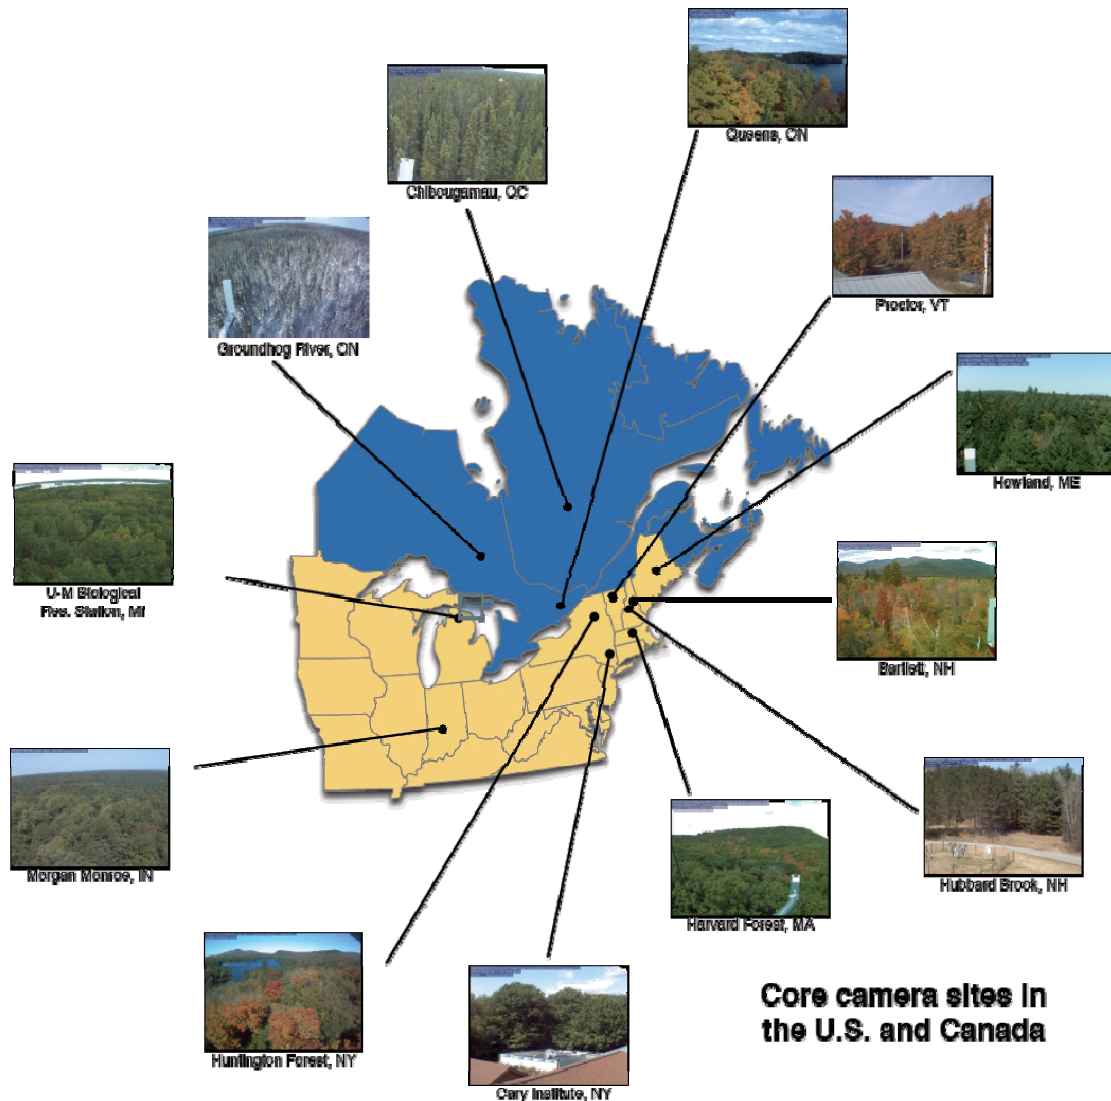 Queens, ON
Chibougamau, QC
Proctor, VT
Groundhog River, ON
Howland, ME
U-M Biological
Res. Station, MI
Bartlett, NH
Morgan Monroe, IN
Hubbard Brook, NH
Harvard Forest, MA
Huntington Forest, NY
Cary Institute, NY
Core camera sites in
the U.S. and Canada